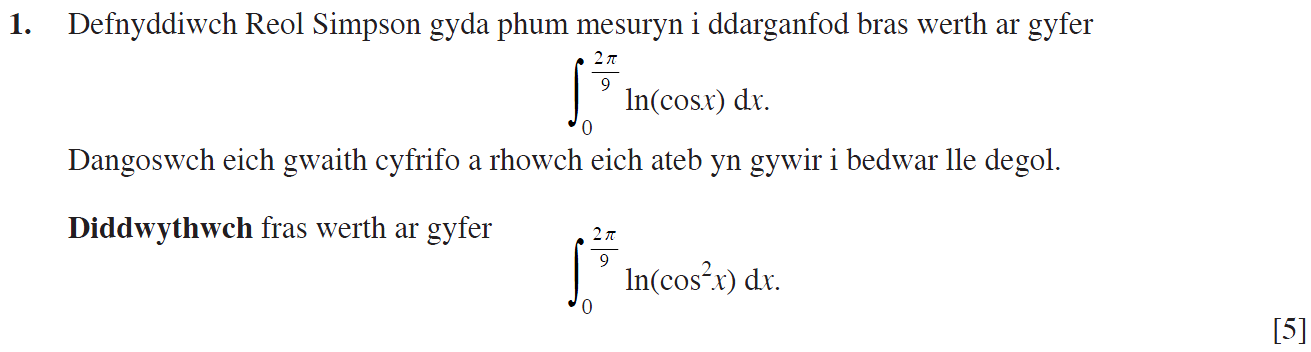 1. Defnyddiwch Reol Simpson gyda phum mesuryn i ddarganfod bras werth ar gyfer
∫₀^(2π/9) ln(cosx) dx.
Dangoswch eich gwaith cyfrifo a rhowch eich ateb yn gywir i bedwar lle degol.
Diddwythwch fras werth ar gyfer
∫₀^(2π/9) ln(cos²x) dx.
[5]